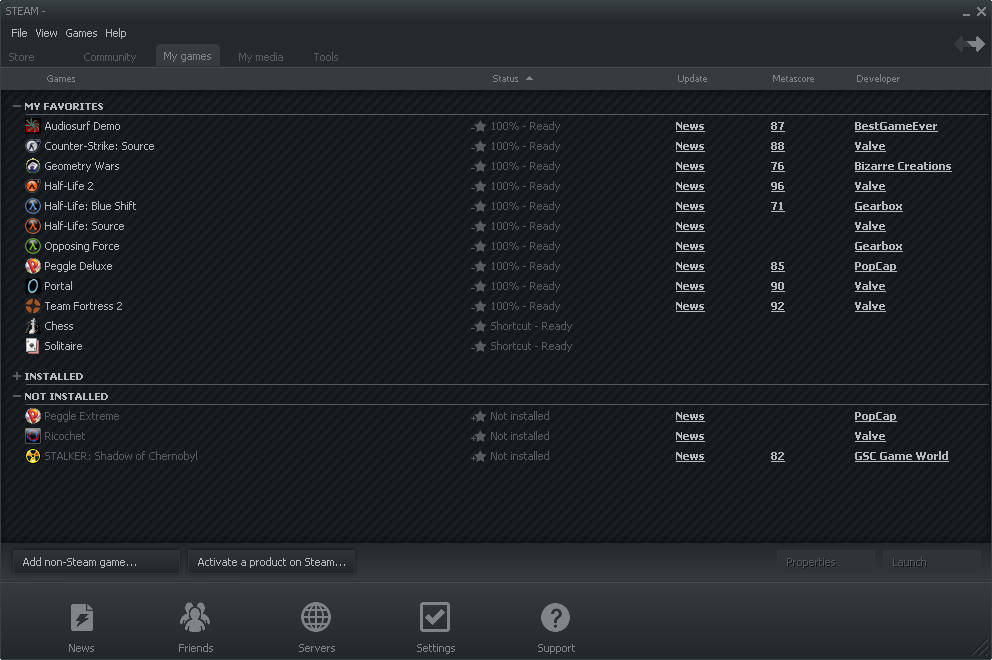 STEAM -
File View Games Help
Store Community My games My media Tools
Games Status Update Metascore Developer
MY FAVORITES
Audiosurf Demo 100% - Ready News 87 BestGameEver
Counter-Strike: Source 100% - Ready News 88 Valve
Geometry Wars 100% - Ready News 76 Bizarre Creations
Half-Life 2 100% - Ready News 96 Valve
Half-Life: Blue Shift 100% - Ready News 71 Gearbox
Half-Life: Source 100% - Ready News Valve
Opposing Force 100% - Ready News Gearbox
Peggle Deluxe 100% - Ready News 85 PopCap
Portal 100% - Ready News 90 Valve
Team Fortress 2 100% - Ready News 92 Valve
Chess Shortcut - Ready
Solitaire Shortcut - Ready
INSTALLED
NOT INSTALLED
Peggle Extreme Not installed News PopCap
Ricochet Not installed News Valve
STALKER: Shadow of Chernobyl Not installed News 82 GSC Game World
Add non-Steam game... Activate a product on Steam... Properties Launch
News Friends Servers Settings Support